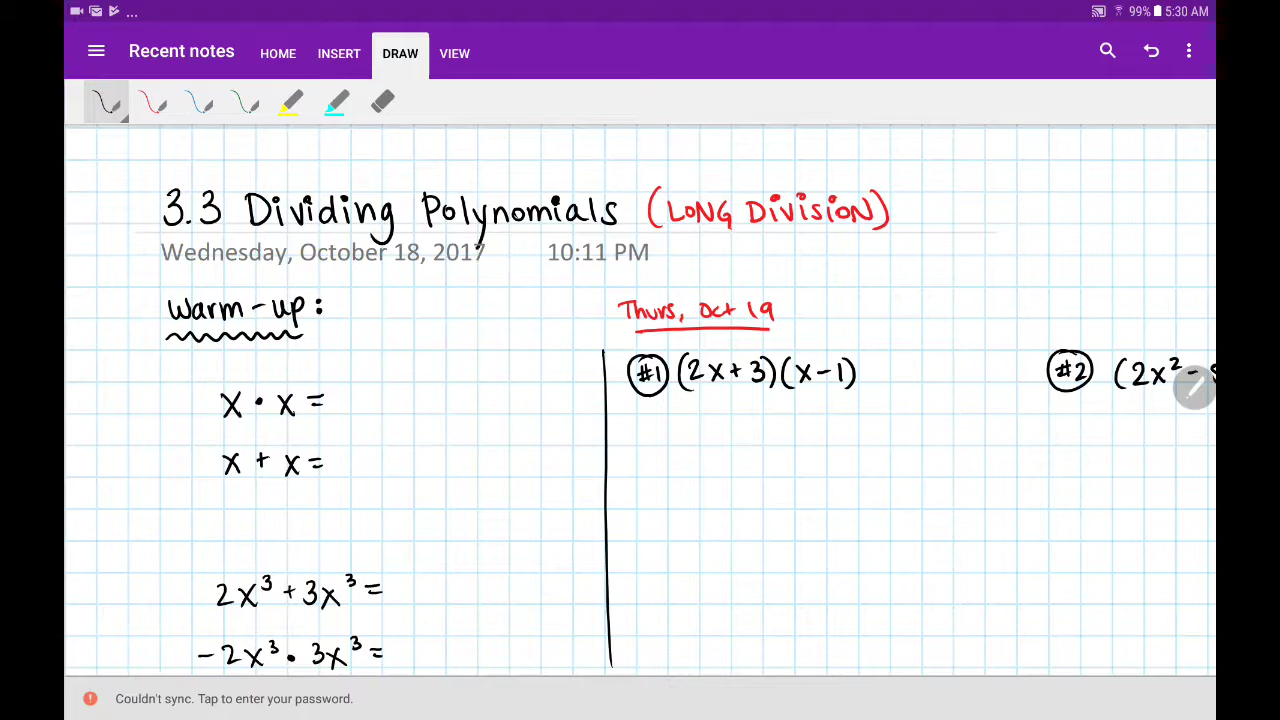 ... 99% 5:30 AM
Recent notes HOME INSERT DRAW VIEW
3.3 Dividing Polynomials (LONG DIVISION)
Wednesday, October 18, 2017 10:11 PM
Warm-up:
Thurs, Oct 19
#1 (2x + 3)(x - 1)
#2 (2x² -
x • x =
x + x =
2x³ + 3x³ =
-2x³ • 3x³ =
Couldn't sync. Tap to enter your password.